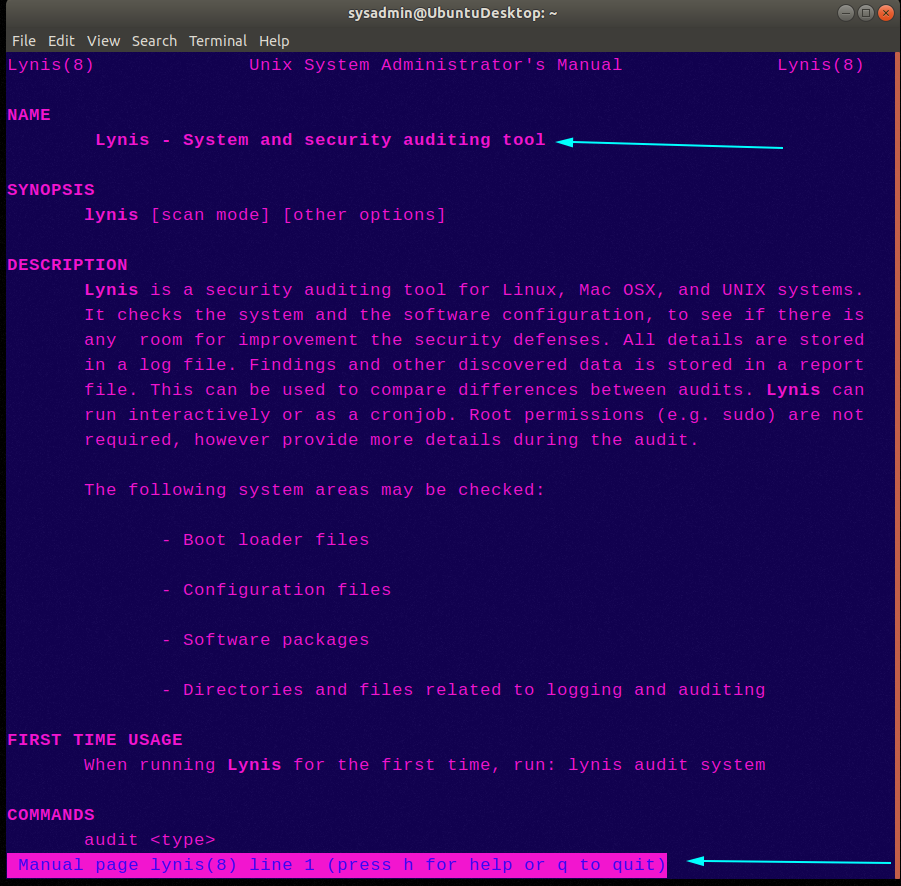 sysadmin@UbuntuDesktop: ~
File Edit View Search Terminal Help
Lynis(8) Unix System Administrator's Manual Lynis(8)
NAME
Lynis - System and security auditing tool
SYNOPSIS
lynis [scan mode] [other options]
DESCRIPTION
Lynis is a security auditing tool for Linux, Mac OSX, and UNIX systems.
It checks the system and the software configuration, to see if there is
any  room for improvement the security defenses. All details are stored
in a log file. Findings and other discovered data is stored in a report
file. This can be used to compare differences between audits. Lynis can
run interactively or as a cronjob. Root permissions (e.g. sudo) are not
required, however provide more details during the audit.
The following system areas may be checked:
- Boot loader files
- Configuration files
- Software packages
- Directories and files related to logging and auditing
FIRST TIME USAGE
When running Lynis for the first time, run: lynis audit system
COMMANDS
audit <type>
Manual page lynis(8) line 1 (press h for help or q to quit)